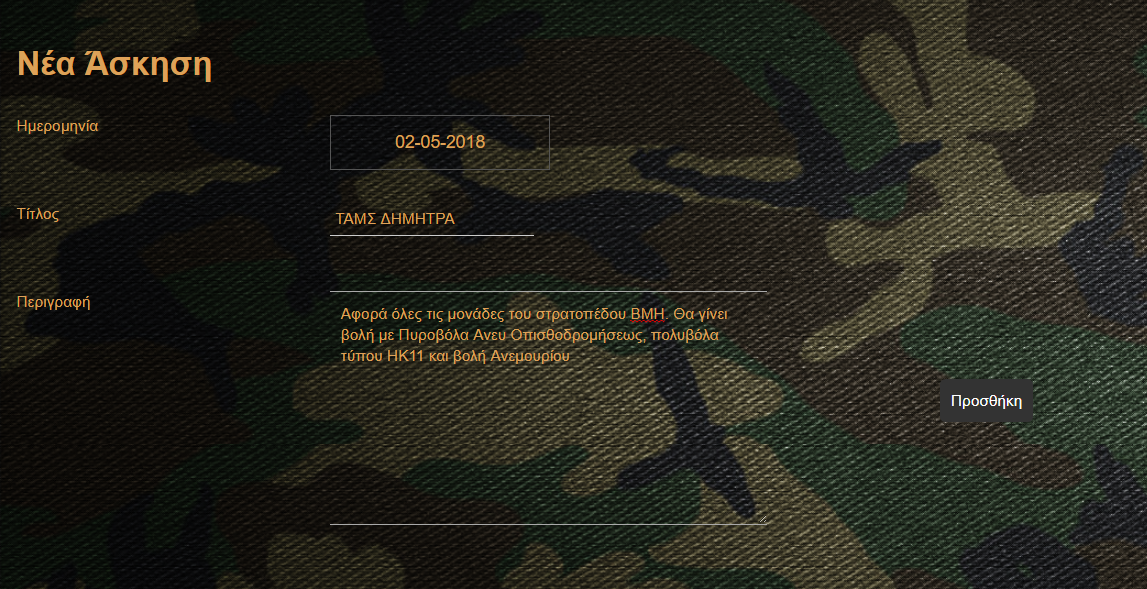 Νέα Άσκηση
Ημερομηνία
02-05-2018
Τίτλος
ΤΑΜΣ ΔΗΜΗΤΡΑ
Περιγραφή
Αφορά όλες τις μονάδες του στρατοπέδου ΒΜΗ. Θα γίνει
βολή με Πυροβόλα Ανευ Οπισθοδρομήσεως, πολυβόλα
τύπου HK11 και βολή Ανεμουρίου.
Προσθήκη